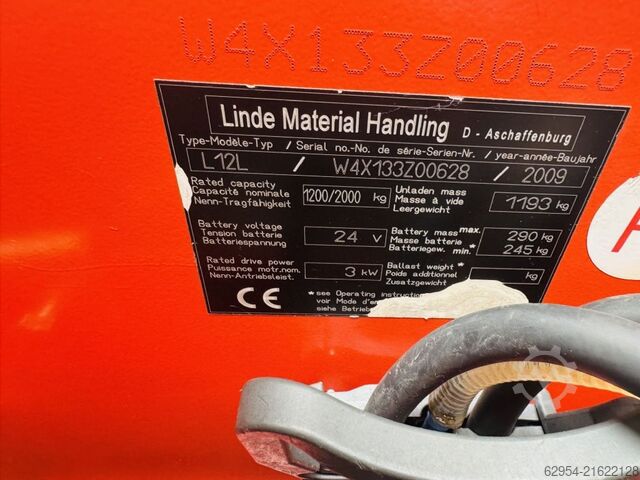 W4X133Z00628
Linde Material Handling D - Aschaffenburg
Type-Modèle-Typ / Serial no.-No. de série-Serien-Nr. / year-année-Baujahr
L12L / W4X133Z00628 / 2009
Rated capacity
Capacité nominale
Nenn-Tragfähigkeit
1200/2000 kg
Unladen mass
Masse à vide
Leergewicht
1193 kg
Battery voltage
Tension batterie
Batteriespannung
24 V
Battery mass max.
Masse batterie
Batteriegew. min.*
290 kg
245 kg
Rated drive power
Puissance motr.nom.
Nenn-Antriebsleist.
3 kW
Ballast weight *
Poids additionnel
Zusatzgewicht
kg
CE
*see Operating instruction
voir Mode d'em
siehe Betrieb
62954-21622128